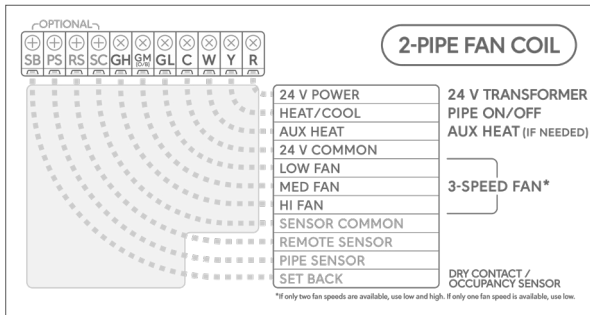 OPTIONAL
2-PIPE FAN COIL
SB PS RS SC GH GM (O/B) GL C W Y R
24 V POWER
24 V TRANSFORMER
HEAT/COOL
PIPE ON/OFF
AUX HEAT
AUX HEAT (IF NEEDED)
24 V COMMON
LOW FAN
MED FAN
3-SPEED FAN*
HI FAN
SENSOR COMMON
REMOTE SENSOR
PIPE SENSOR
SET BACK
DRY CONTACT /
OCCUPANCY SENSOR
*If only two fan speeds are available, use low and high. If only one fan speed is available, use low.